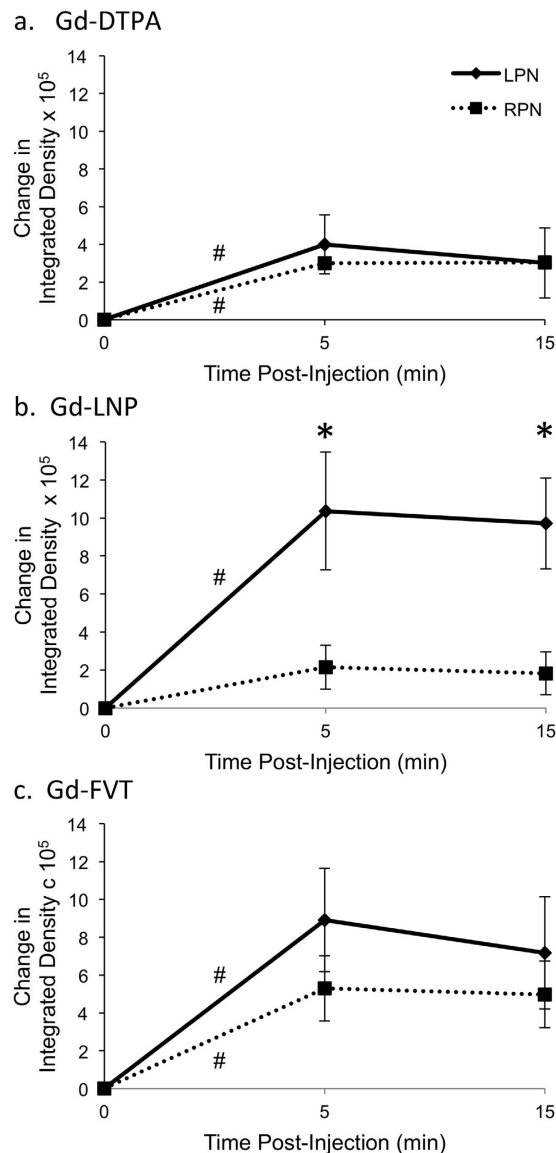 a. Gd-DTPA
14
12
10
8
6
4
2
0
Change in
Integrated Density x 10⁵
LPN
RPN
#
#
0 5 15
Time Post-Injection (min)
b. Gd-LNP
14
12
10
8
6
4
2
0
Change in
Integrated Density x 10⁵
* *
#
0 5 15
Time Post-Injection (min)
c. Gd-FVT
14
12
10
8
6
4
2
0
Change in
Integrated Density c 10⁵
#
#
0 5 15
Time Post-Injection (min)